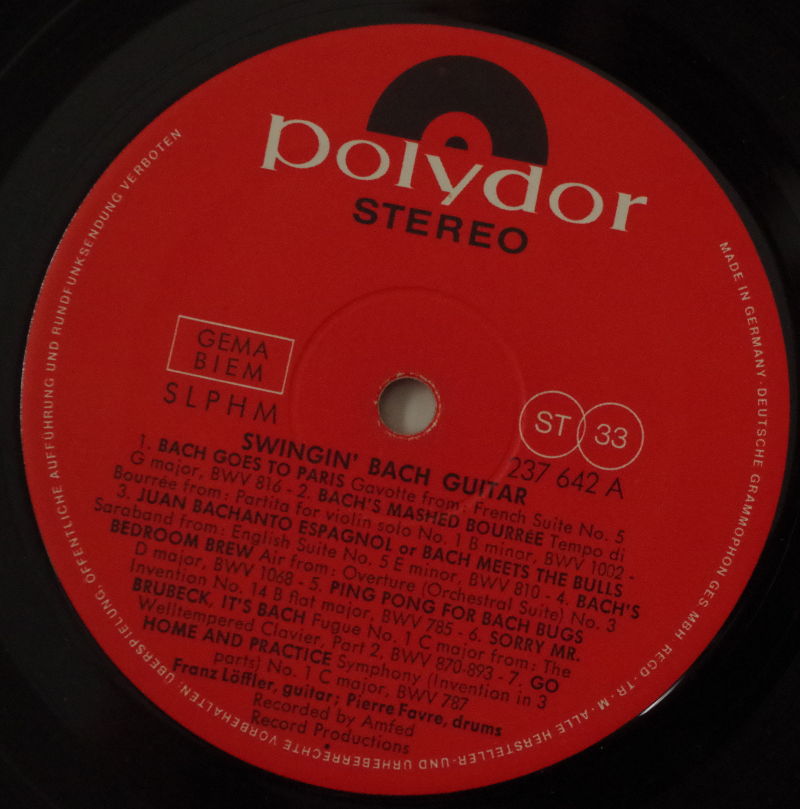 polydor
STEREO
GEMA
BIEM
SLPHM
ST 33
237 642 A
SWINGIN' BACH GUITAR
1. BACH GOES TO PARIS Gavotte from: French Suite No. 5
G major, BWV 816 - 2. BACH'S MASHED BOURRÉE Tempo di
Bourrée from: Partita for violin solo No. 1 B minor, BWV 1002 -
3. JUAN BACHANTO ESPAGNOL or BACH MEETS THE BULLS
Saraband from: English Suite No. 5 E minor, BWV 810 - 4. BACH'S
BEDROOM BREW Air from: Overture (Orchestral Suite) No. 3
D major, BWV 1068 - 5. PING PONG FOR BACH BUGS
Invention No. 14 B flat major, BWV 785 - 6. SORRY MR.
BRUBECK, IT'S BACH Fugue No. 1 C major from: The
Welltempered Clavier, Part 2, BWV 870-893 - 7. GO
HOME AND PRACTICE Symphony (Invention in 3
parts) No. 1 C major, BWV 787
Franz Löffler, guitar; Pierre Favre, drums
Recorded by Amfed
Record Productions
MADE IN GERMANY · DEUTSCHE GRAMMOPHON GES MBH · REGD · TR · M · ALLE HERSTELLER- UND URHEBERRECHTE VORBEHALTEN · ÜBERSPIELUNG, ÖFFENTLICHE AUFFÜHRUNG UND RUNDFUNKSENDUNG VERBOTEN